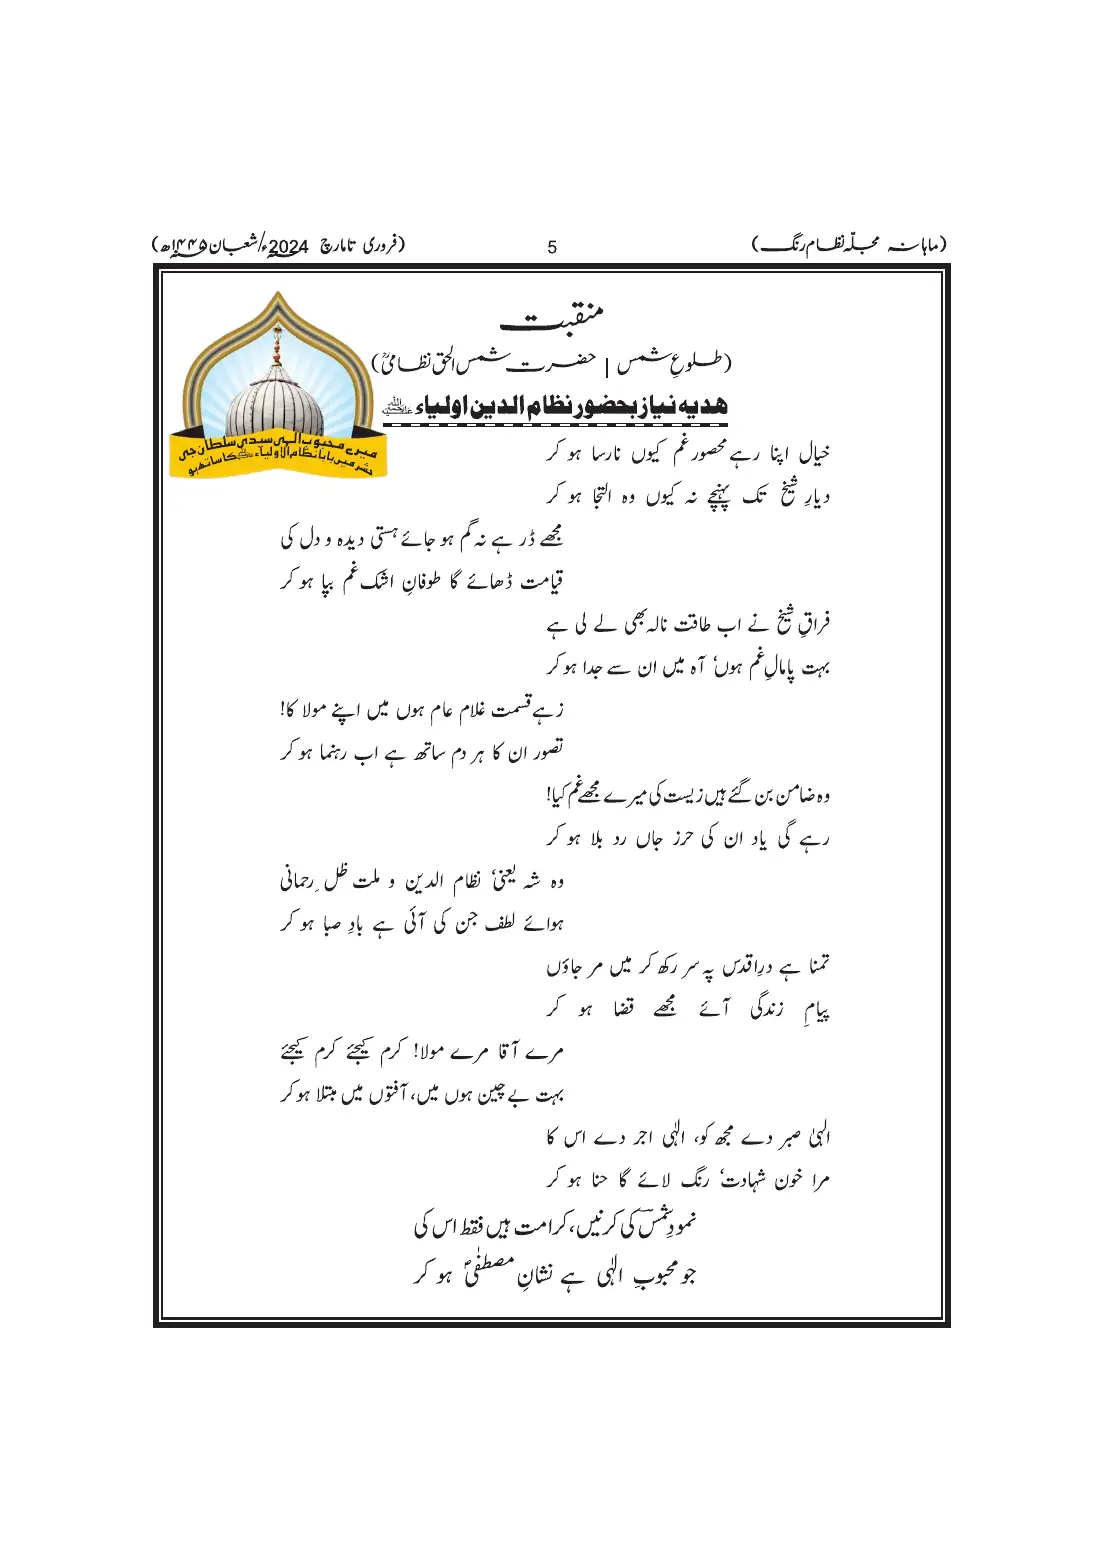 (ماہانہ مجلّہ نظام رنگ) 5 (فروری تا مارچ 2024ء/شعبان ۱۴۴۵ھ)
منقبت
(طلوعِ شمس | حضرت شمس الحق نظامیؒ)
ھدیہ نیاز بحضور نظام الدین اولیاء
میرے محبوب الٰہی سیدی سلطان جی
حشر میں بابا نظام الاولیاء کا ساتھ ہو
خیال اپنا رہے محصور غم کیوں نارسا ہو کر
دیارِ شیخ تک پہنچے نہ کیوں وہ التجا ہو کر
مجھے ڈر ہے نہ گم ہو جائے ہستی دیدہ و دل کی
قیامت ڈھائے گا طوفانِ اشک غم بپا ہو کر
فراقِ شیخ نے اب طاقت نالہ بھی لے لی ہے
بہت پامالِ غم ہوں‘ آہ میں ان سے جدا ہو کر
زہے قسمت غلام عام ہوں میں اپنے مولا کا!
تصور ان کا ہر دم ساتھ ہے اب رہنما ہو کر
وہ ضامن بن گئے ہیں زیست کی میرے مجھے غم کیا!
رہے گی یاد ان کی حرز جاں رد بلا ہو کر
وہ شہ یعنی‘ نظام الدین و ملت ظل ِرحمانی
ہوائے لطف جن کی آئی ہے بادِ صبا ہو کر
تمنا ہے درِاقدس پہ سر رکھ کر میں مر جاؤں
پیامِ زندگی آئے مجھے قضا ہو کر
مرے آقا مرے مولا! کرم کیجئے کرم کیجئے
بہت بے چین ہوں میں، آفتوں میں مبتلا ہو کر
الٰہی صبر دے مجھ کو، الٰہی اجر دے اس کا
مرا خون شہادت‘ رنگ لائے گا حنا ہو کر
نمودِ شمسؔ کی کرنیں، کرامت ہیں فقط اس کی
جو محبوبِ الٰہی ہے نشانِ مصطفٰیؐ ہو کر